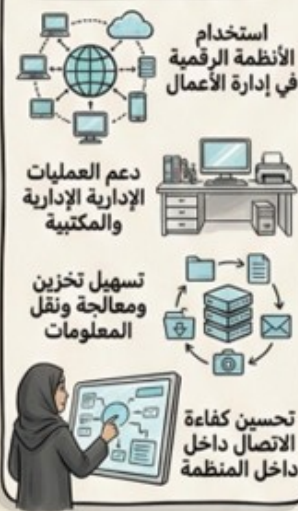 استخدام
الأنظمة الرقمية
في إدارة الأعمال
دعم العمليات
الإدارية الإدارية
والمكتبية
تسهيل تخزين
ومعالجة ونقل
المعلومات
تحسين كفاءة
الاتصال داخل
داخل المنظمة